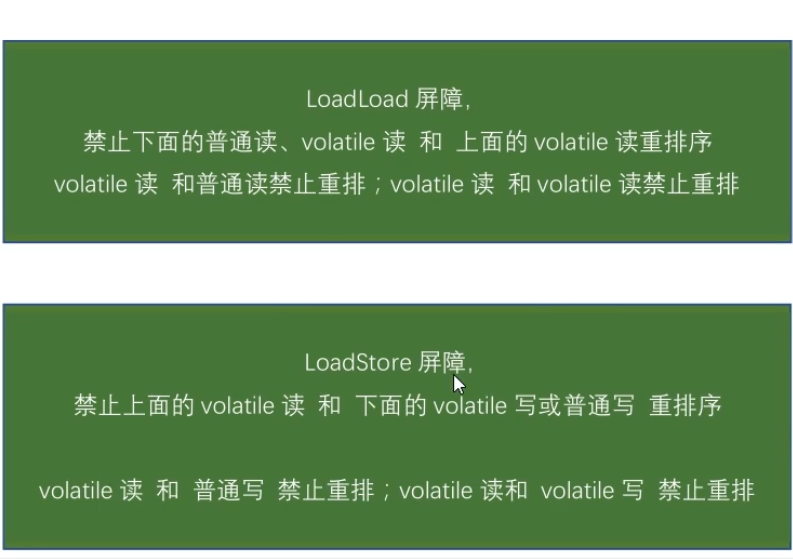 LoadLoad 屏障,
禁止下面的普通读、volatile 读 和 上面的 volatile 读重排序
volatile 读 和普通读禁止重排；volatile 读 和 volatile 读禁止重排
LoadStore 屏障,
禁止上面的 volatile 读 和 下面的 volatile 写或普通写 重排序
volatile 读 和 普通写 禁止重排；volatile 读和 volatile 写 禁止重排